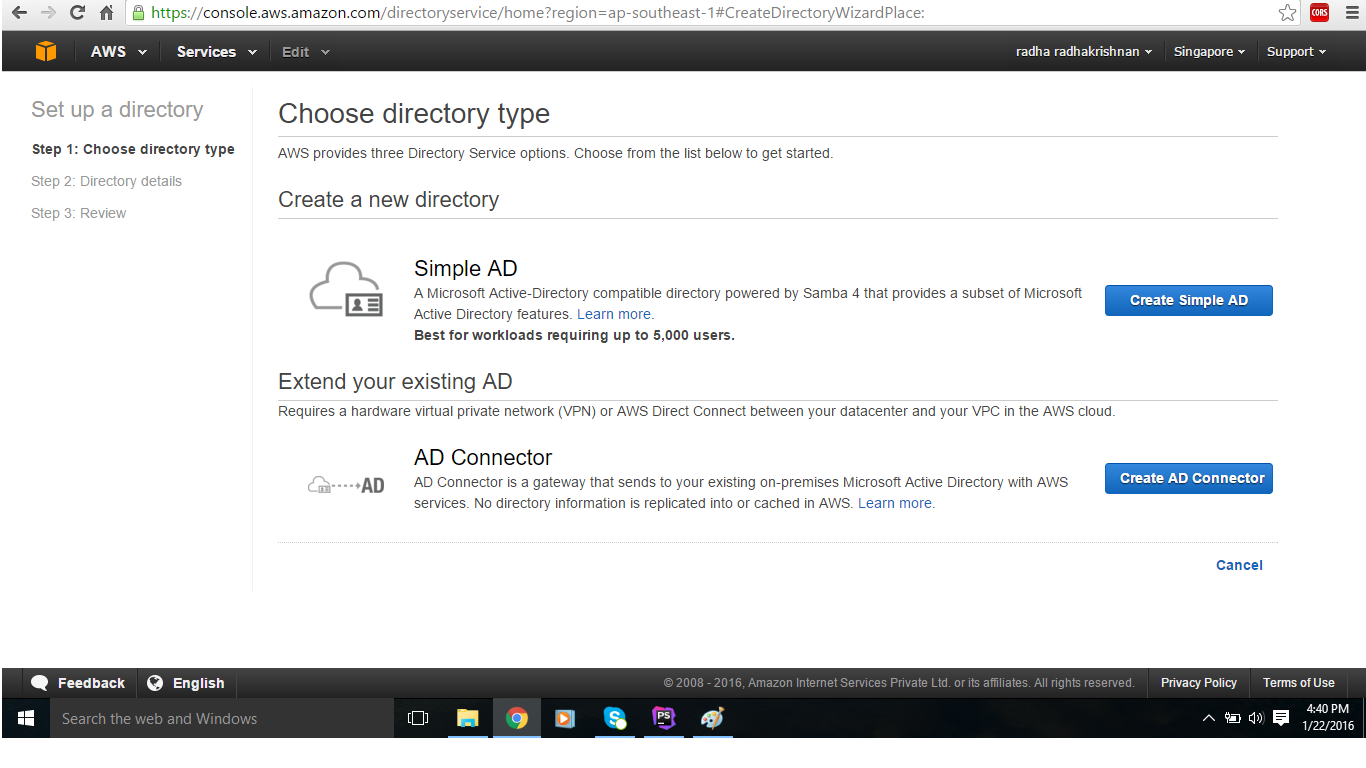 https://console.aws.amazon.com/directoryservice/home?region=ap-southeast-1#CreateDirectoryWizardPlace:
CORS
AWS Services Edit radha radhakrishnan Singapore Support
Set up a directory
Step 1: Choose directory type
Step 2: Directory details
Step 3: Review
Choose directory type
AWS provides three Directory Service options. Choose from the list below to get started.
Create a new directory
Simple AD
A Microsoft Active-Directory compatible directory powered by Samba 4 that provides a subset of Microsoft
Active Directory features. Learn more.
Best for workloads requiring up to 5,000 users.
Create Simple AD
Extend your existing AD
Requires a hardware virtual private network (VPN) or AWS Direct Connect between your datacenter and your VPC in the AWS cloud.
AD
AD Connector
AD Connector is a gateway that sends to your existing on-premises Microsoft Active Directory with AWS
services. No directory information is replicated into or cached in AWS. Learn more.
Create AD Connector
Cancel
Feedback English © 2008 - 2016, Amazon Internet Services Private Ltd. or its affiliates. All rights reserved. Privacy Policy Terms of Use
Search the web and Windows
S
PS
4:40 PM
1/22/2016